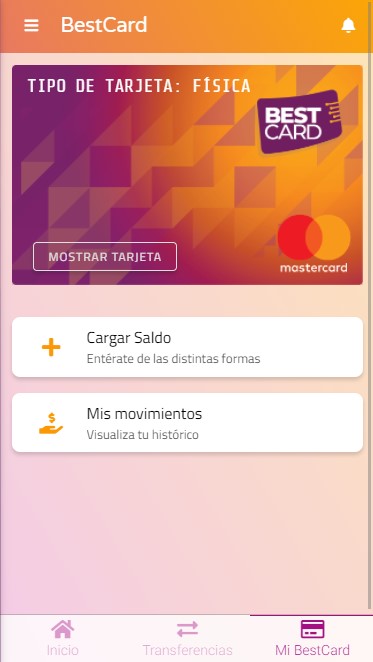 BestCard
TIPO DE TARJETA: FÍSICA
BEST
CARD
MOSTRAR TARJETA
mastercard
Cargar Saldo
Entérate de las distintas formas
$
Mis movimientos
Visualiza tu histórico
Inicio
Transferencias
Mi BestCard